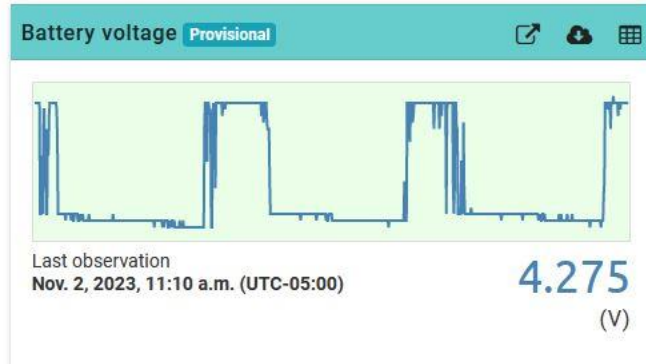 Battery voltage Provisional
Last observation
Nov. 2, 2023, 11:10 a.m. (UTC-05:00)
4.275
(V)